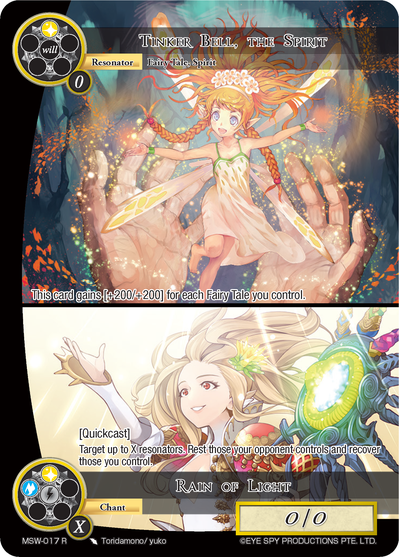 Tinker Bell, the Spirit
will
Resonator
Fairy Tale, Spirit
0
This card gains [+200/+200] for each Fairy Tale you control.
[Quickcast]
Target up to X resonators. Rest those your opponent controls and recover
those you control.
Rain of Light
Chant
X
0/0
MSW-017 R
Toridamono/ yuko
©EYE SPY PRODUCTIONS PTE. LTD.